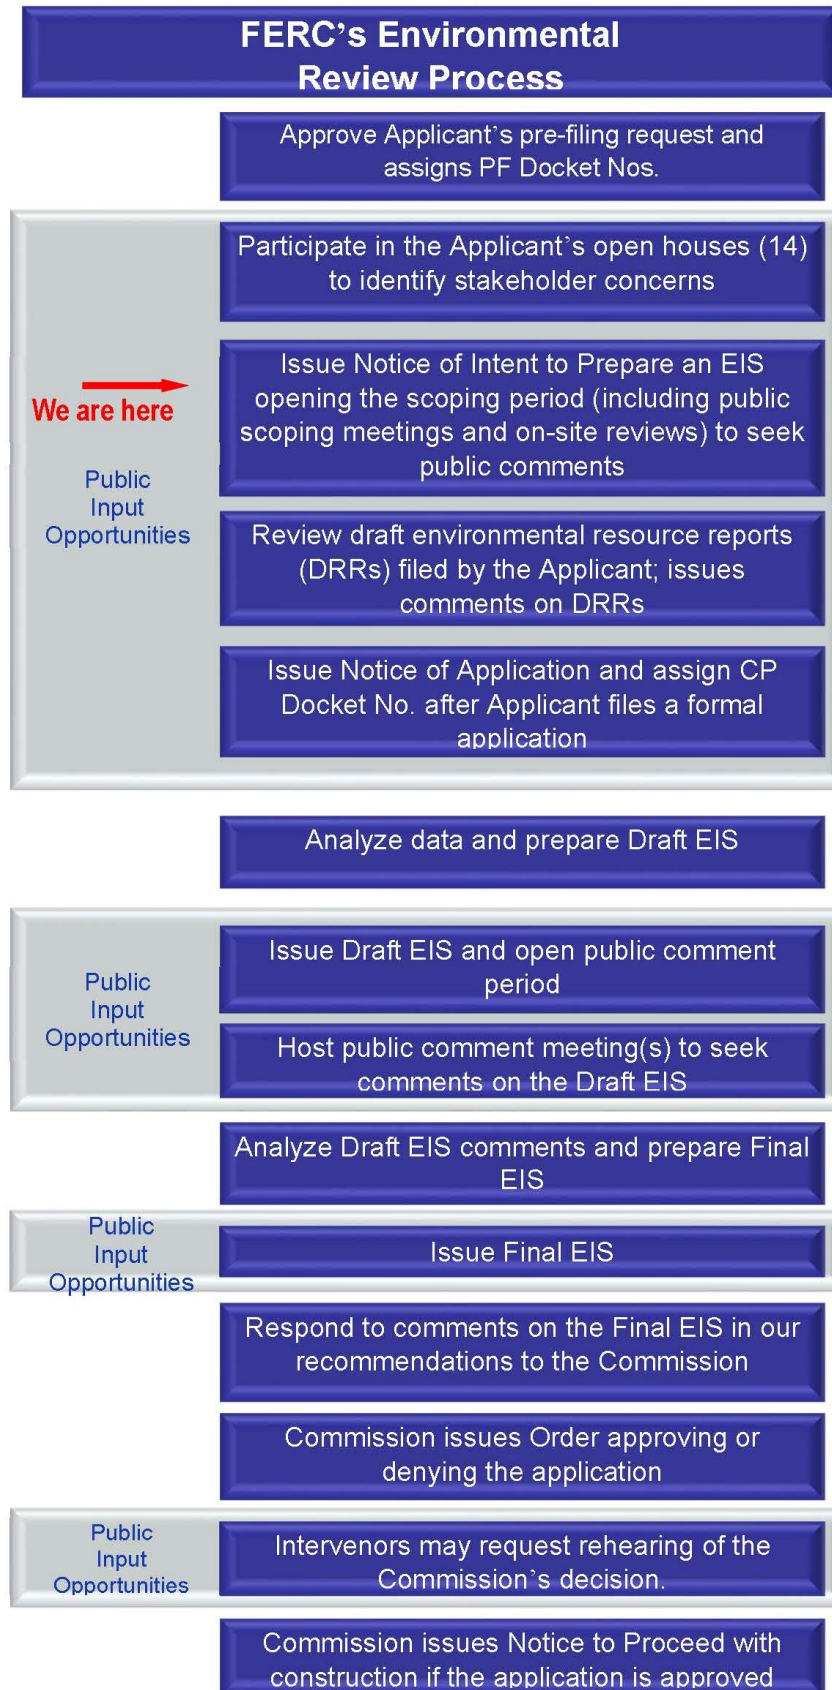 FERC’s Environmental
Review Process
Approve Applicant’s pre-filing request and
assigns PF Docket Nos.
Participate in the Applicant’s open houses (14)
to identify stakeholder concerns
We are here
Issue Notice of Intent to Prepare an EIS
opening the scoping period (including public
scoping meetings and on-site reviews) to seek
public comments
Public
Input
Opportunities
Review draft environmental resource reports
(DRRs) filed by the Applicant; issues
comments on DRRs
Issue Notice of Application and assign CP
Docket No. after Applicant files a formal
application
Analyze data and prepare Draft EIS
Public
Input
Opportunities
Issue Draft EIS and open public comment
period
Host public comment meeting(s) to seek
comments on the Draft EIS
Analyze Draft EIS comments and prepare Final
EIS
Public
Input
Opportunities
Issue Final EIS
Respond to comments on the Final EIS in our
recommendations to the Commission
Commission issues Order approving or
denying the application
Public
Input
Opportunities
Intervenors may request rehearing of the
Commission’s decision.
Commission issues Notice to Proceed with
construction if the application is approved